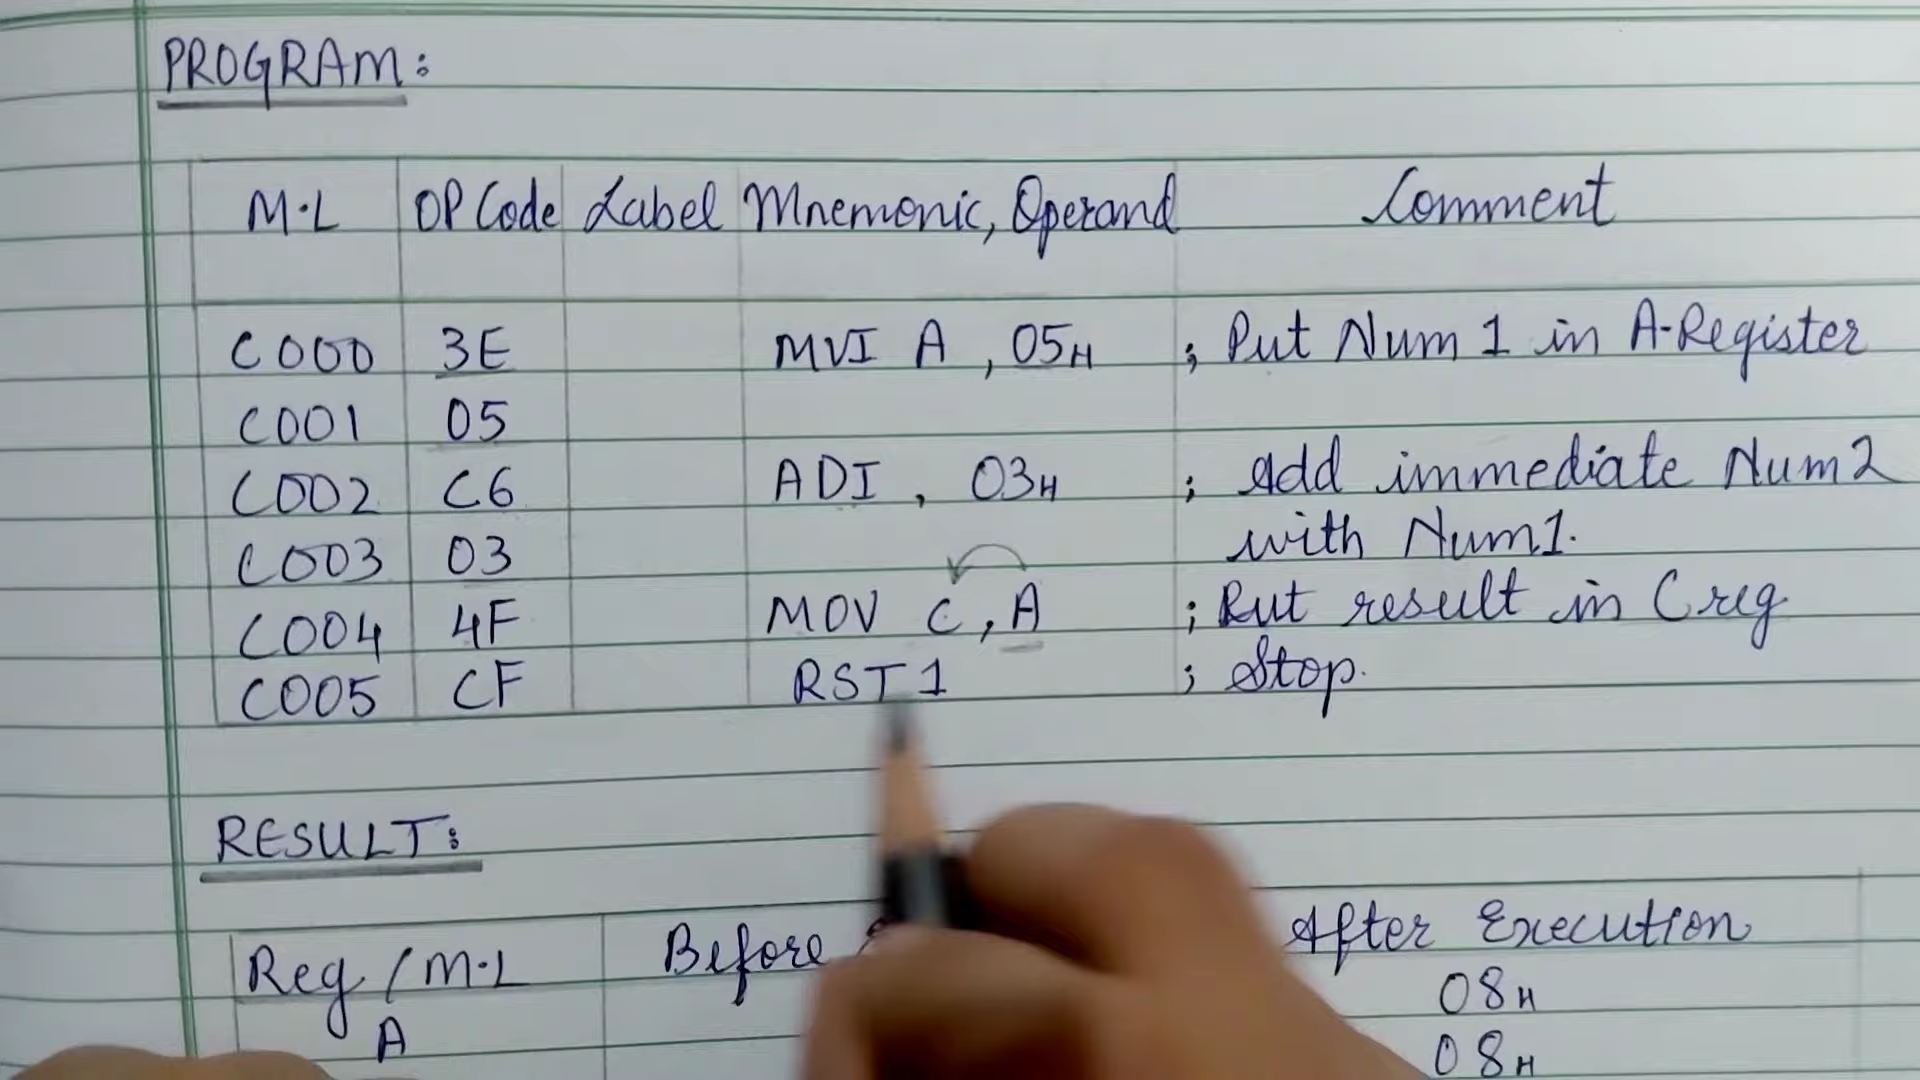 PROGRAM:
M.L OP Code Label Mnemonic, Operand Comment
C000 3E MVI A, 05H ; Put Num 1 in A-Register
C001 05
C002 C6 ADI, 03H ; Add immediate Num2
C003 03 with Num1.
C004 4F MOV C, A ; Put result in C reg
C005 CF RST 1 ; Stop.
RESULT:
Reg / M.L Before After Execution
A 08H
08H